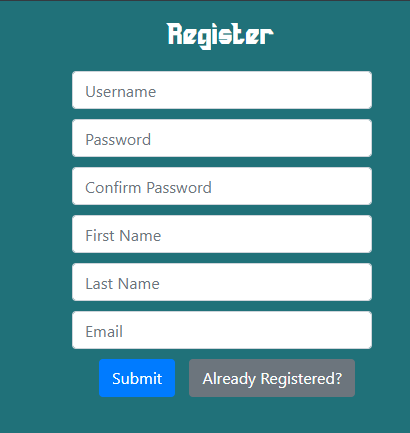 Register
Username
Password
Confirm Password
First Name
Last Name
Email
Submit Already Registered?